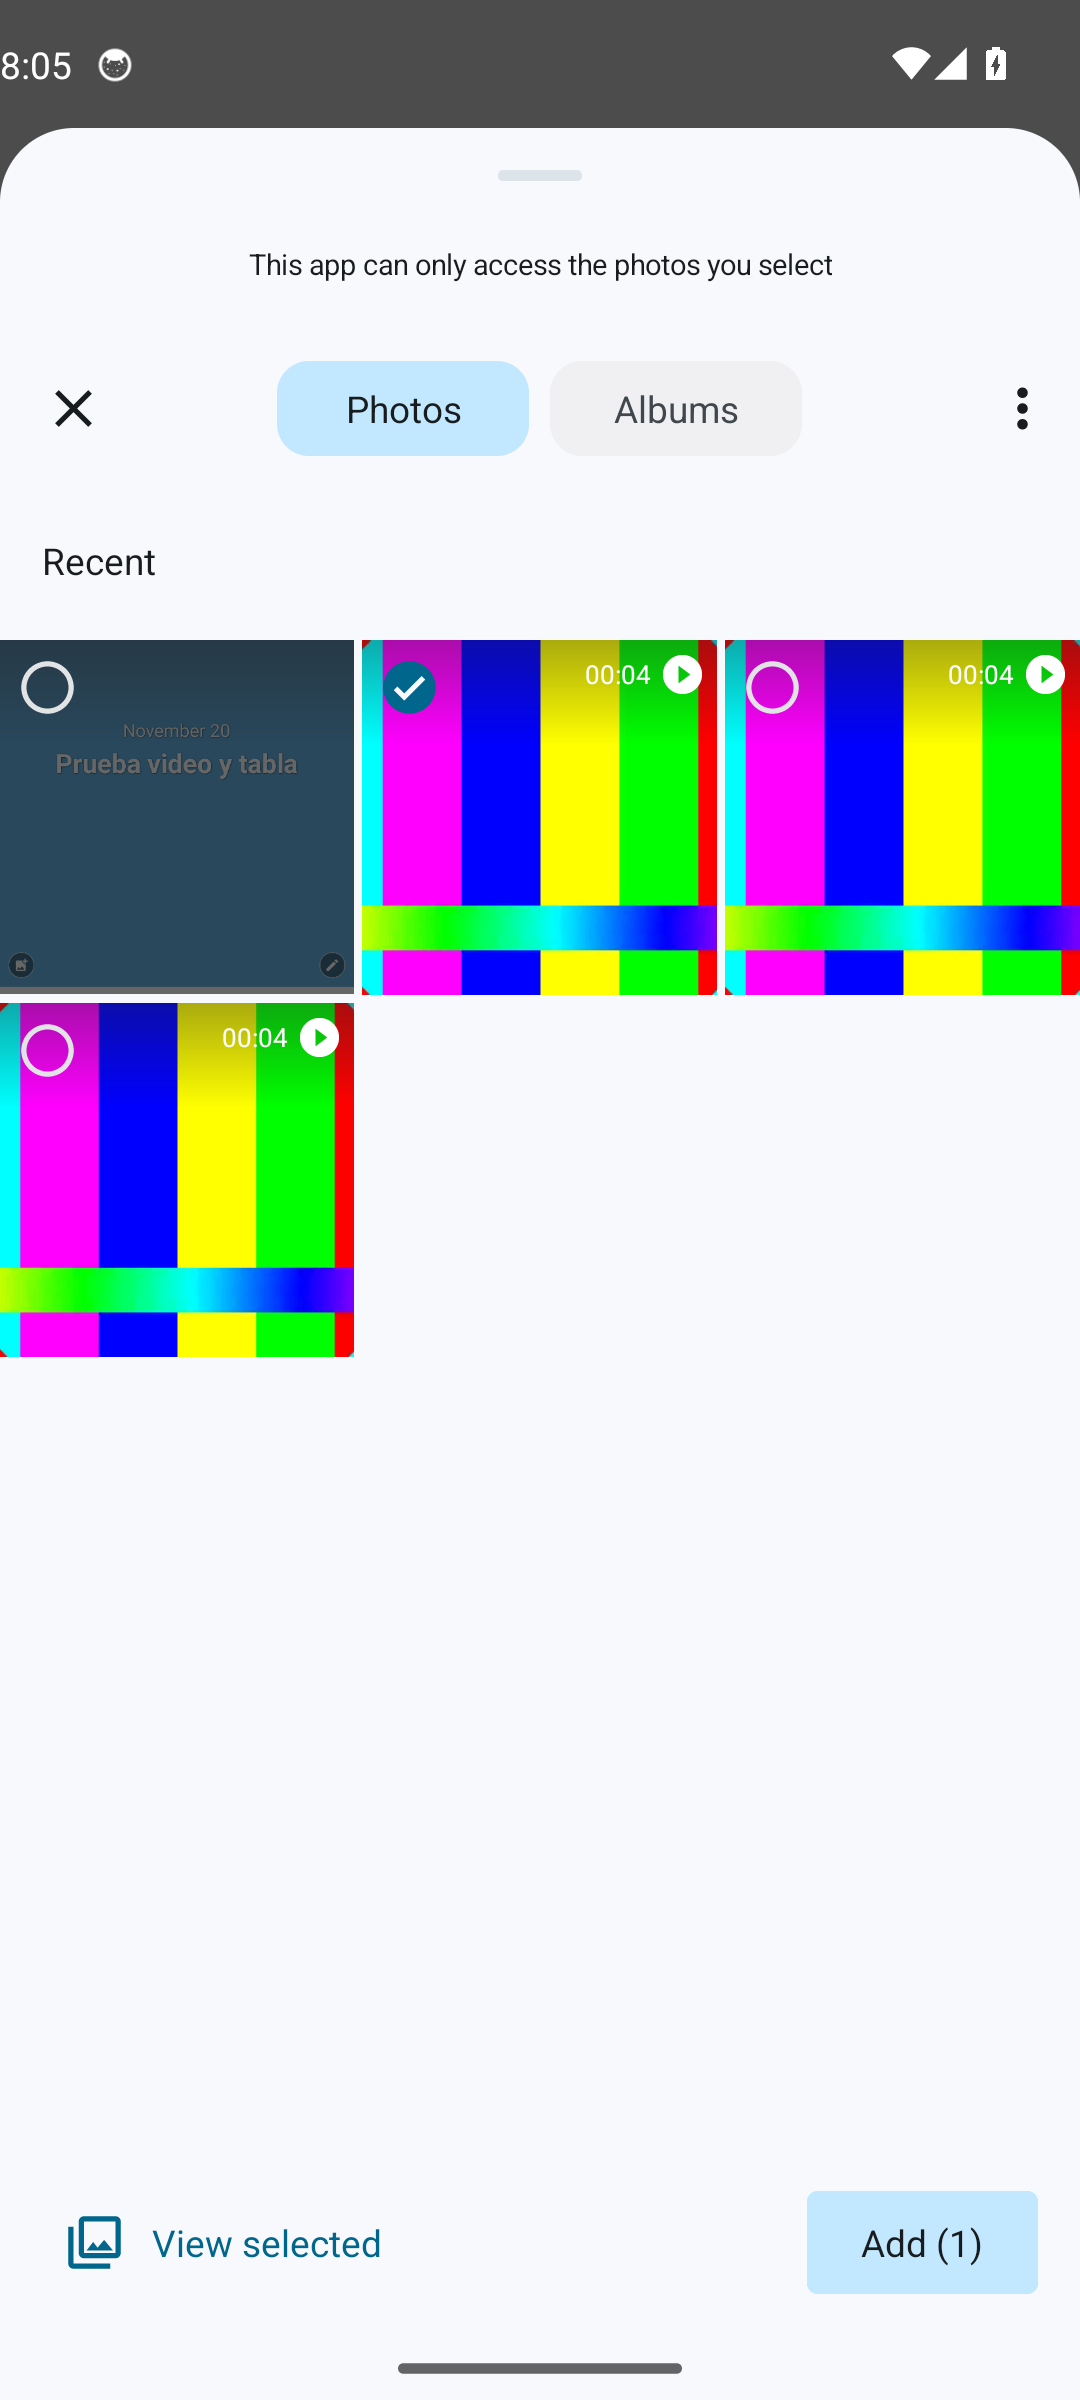 8:05
This app can only access the photos you select
Photos
Albums
Recent
November 20
Prueba video y tabla
00:04
00:04
00:04
View selected
Add (1)